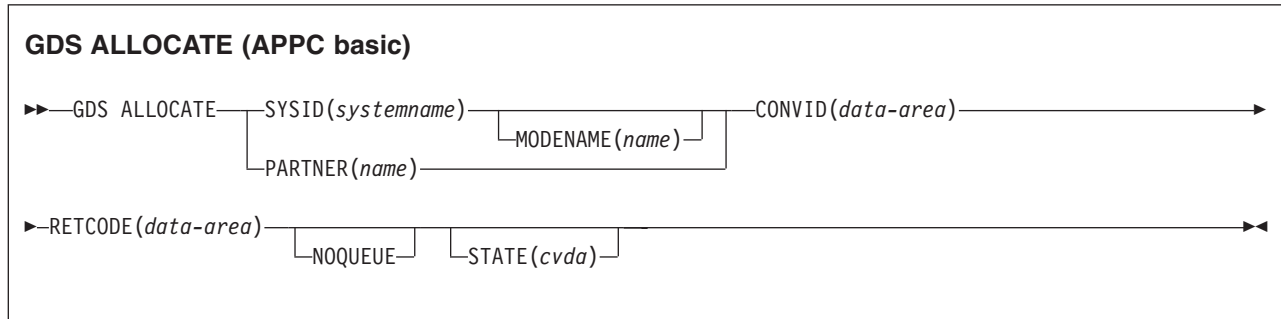 GDS ALLOCATE (APPC basic)
GDS ALLOCATE SYSID(systemname) CONVID(data-area)
MODENAME(name)
PARTNER(name)
RETCODE(data-area)
NOQUEUE STATE(cvda)